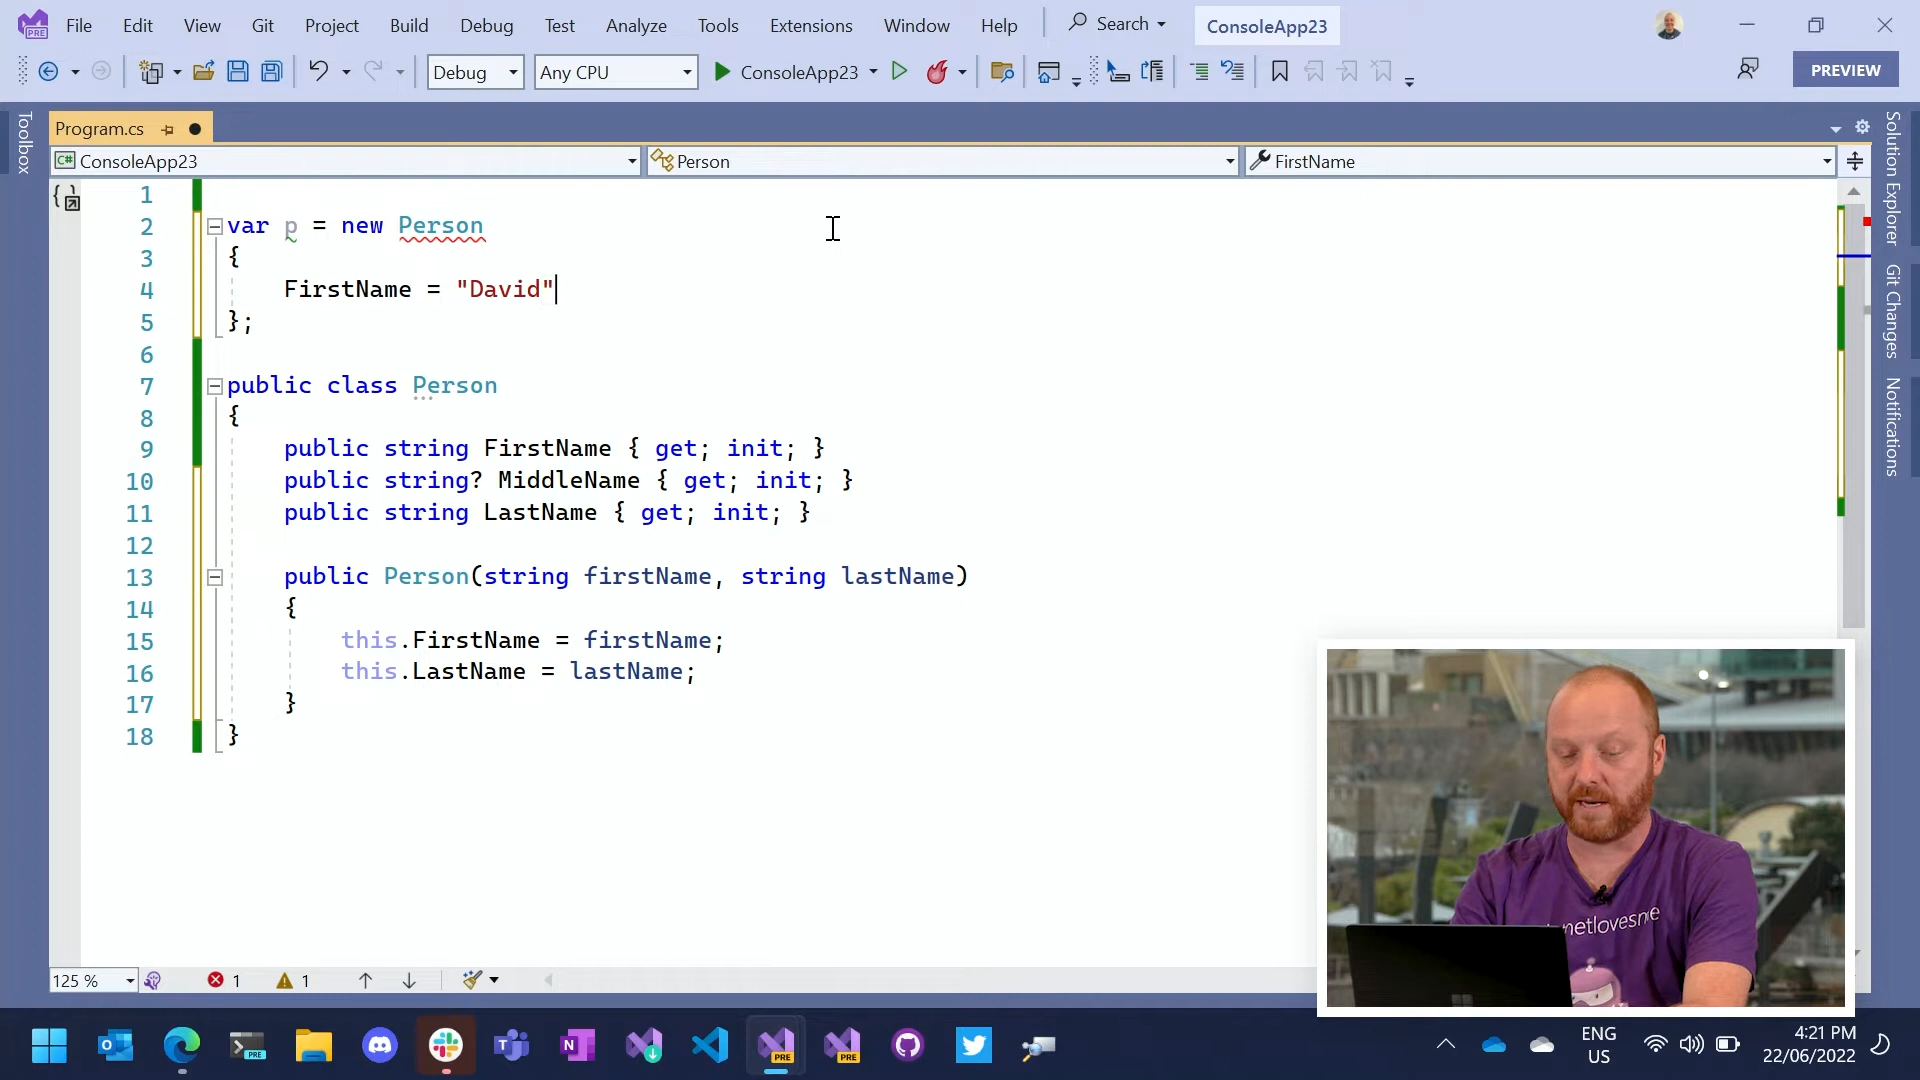 File Edit View Git Project Build Debug Test Analyze Tools Extensions Window Help Search ConsoleApp23
Debug Any CPU ConsoleApp23 PREVIEW
Toolbox
Program.cs
ConsoleApp23 Person FirstName
1
2 var p = new Person
3 {
4 FirstName = "David"
5 };
6
7 public class Person
8 {
9 public string FirstName { get; init; }
10 public string? MiddleName { get; init; }
11 public string LastName { get; init; }
12
13 public Person(string firstName, string lastName)
14 {
15 this.FirstName = firstName;
16 this.LastName = lastName;
17 }
18 }
Solution Explorer
Git Changes
Notifications
125 % 1 1
ENG
US
4:21 PM
22/06/2022